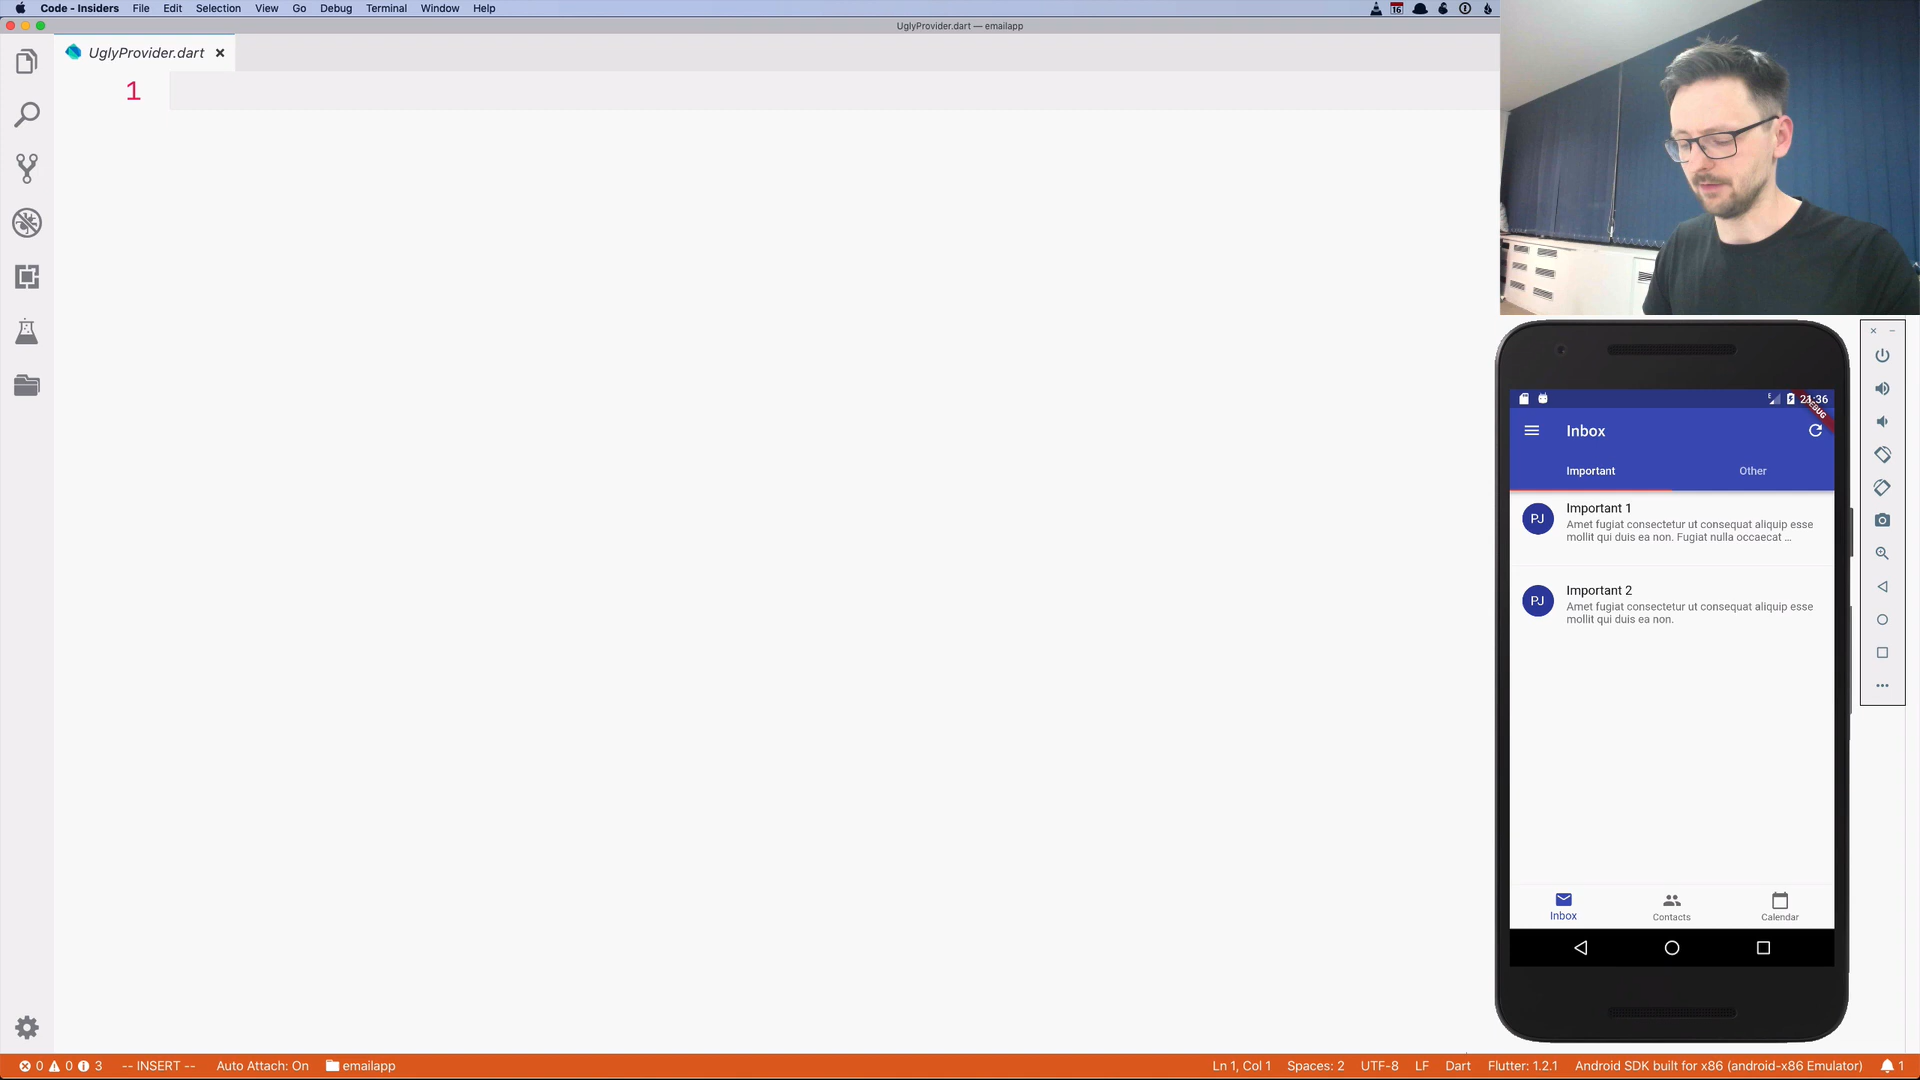 Code - Insiders File Edit Selection View Go Debug Terminal Window Help
16
UglyProvider.dart — emailapp
UglyProvider.dart
1
21:36
DEBUG
Inbox
Important Other
PJ
Important 1
Amet fugiat consectetur ut consequat aliquip esse
mollit qui duis ea non. Fugiat nulla occaecat ...
PJ
Important 2
Amet fugiat consectetur ut consequat aliquip esse
mollit qui duis ea non.
Inbox Contacts Calendar
0 0 3 -- INSERT -- Auto Attach: On emailapp Ln 1, Col 1 Spaces: 2 UTF-8 LF Dart Flutter: 1.2.1 Android SDK built for x86 (android-x86 Emulator) 1